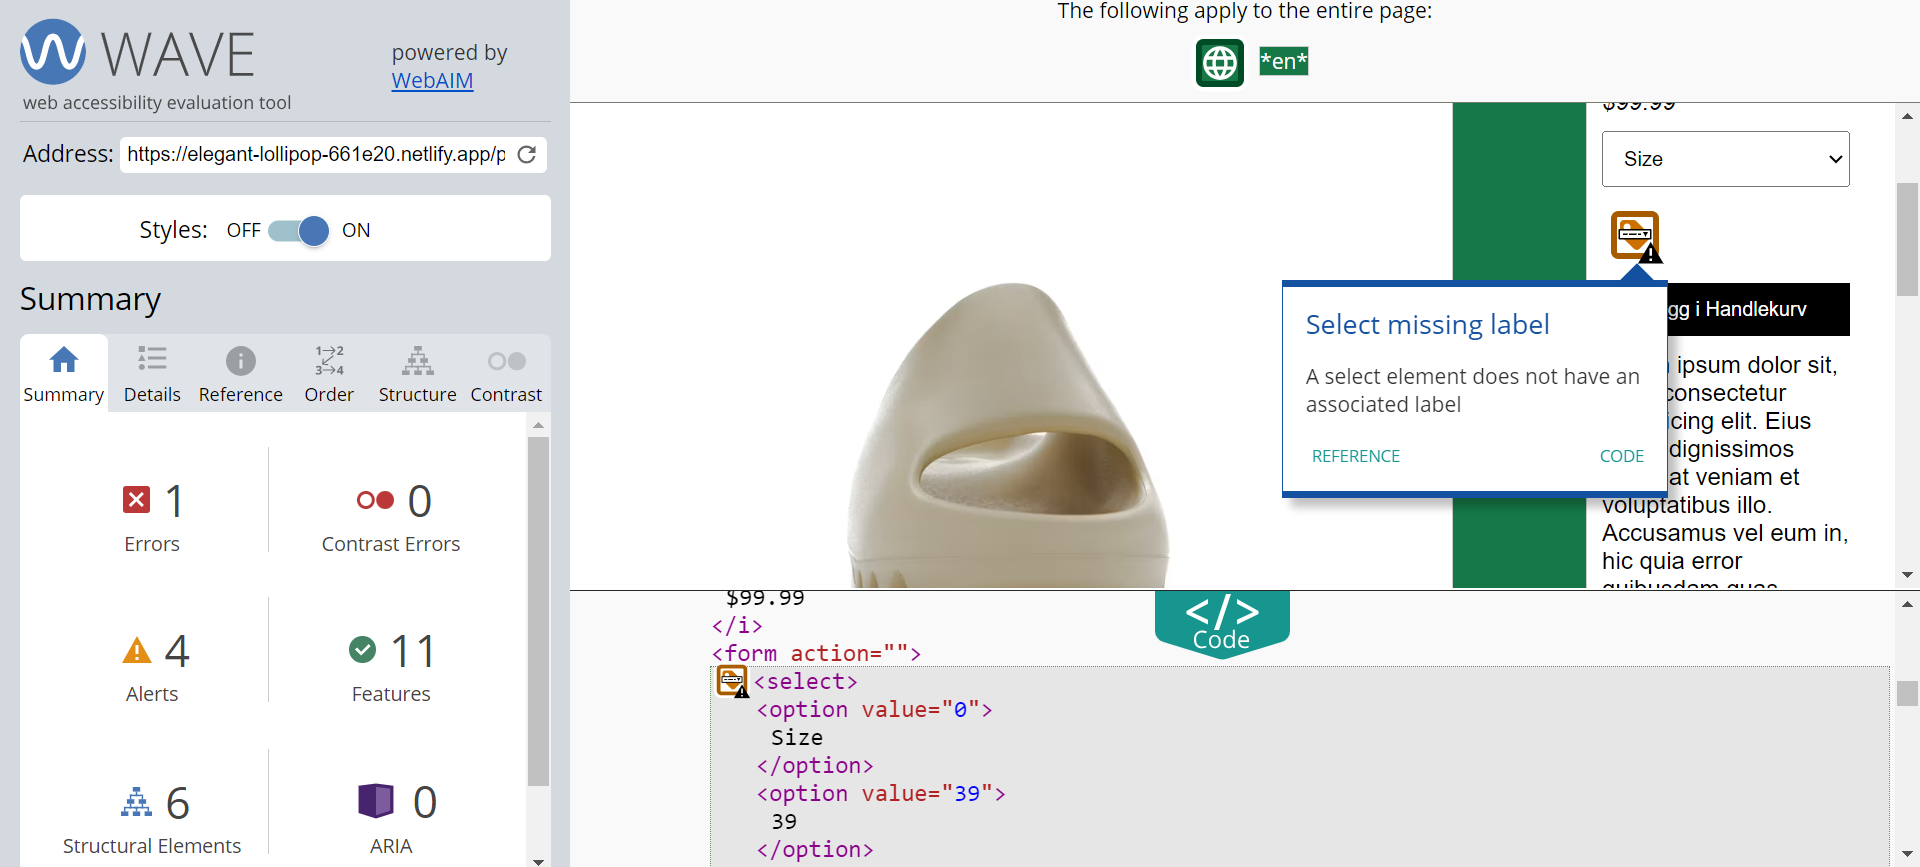 WAVE
powered by
WebAIM
web accessibility evaluation tool
Address: https://elegant-lollipop-661e20.netlify.app/p
Styles: OFF ON
Summary
Summary Details Reference Order Structure Contrast
1
Errors
0
Contrast Errors
4
Alerts
11
Features
6
Structural Elements
0
ARIA
The following apply to the entire page:
*en*
$99.99
Size
Select missing label
A select element does not have an
associated label
REFERENCE CODE
gg i Handlekurv
ipsum dolor sit,
consectetur
icing elit. Eius
dignissimos
at veniam et
voluptatibus illo.
Accusamus vel eum in,
hic quia error
</> Code
$99.99
</i>
<form action="">
<select>
<option value="0">
Size
</option>
<option value="39">
39
</option>